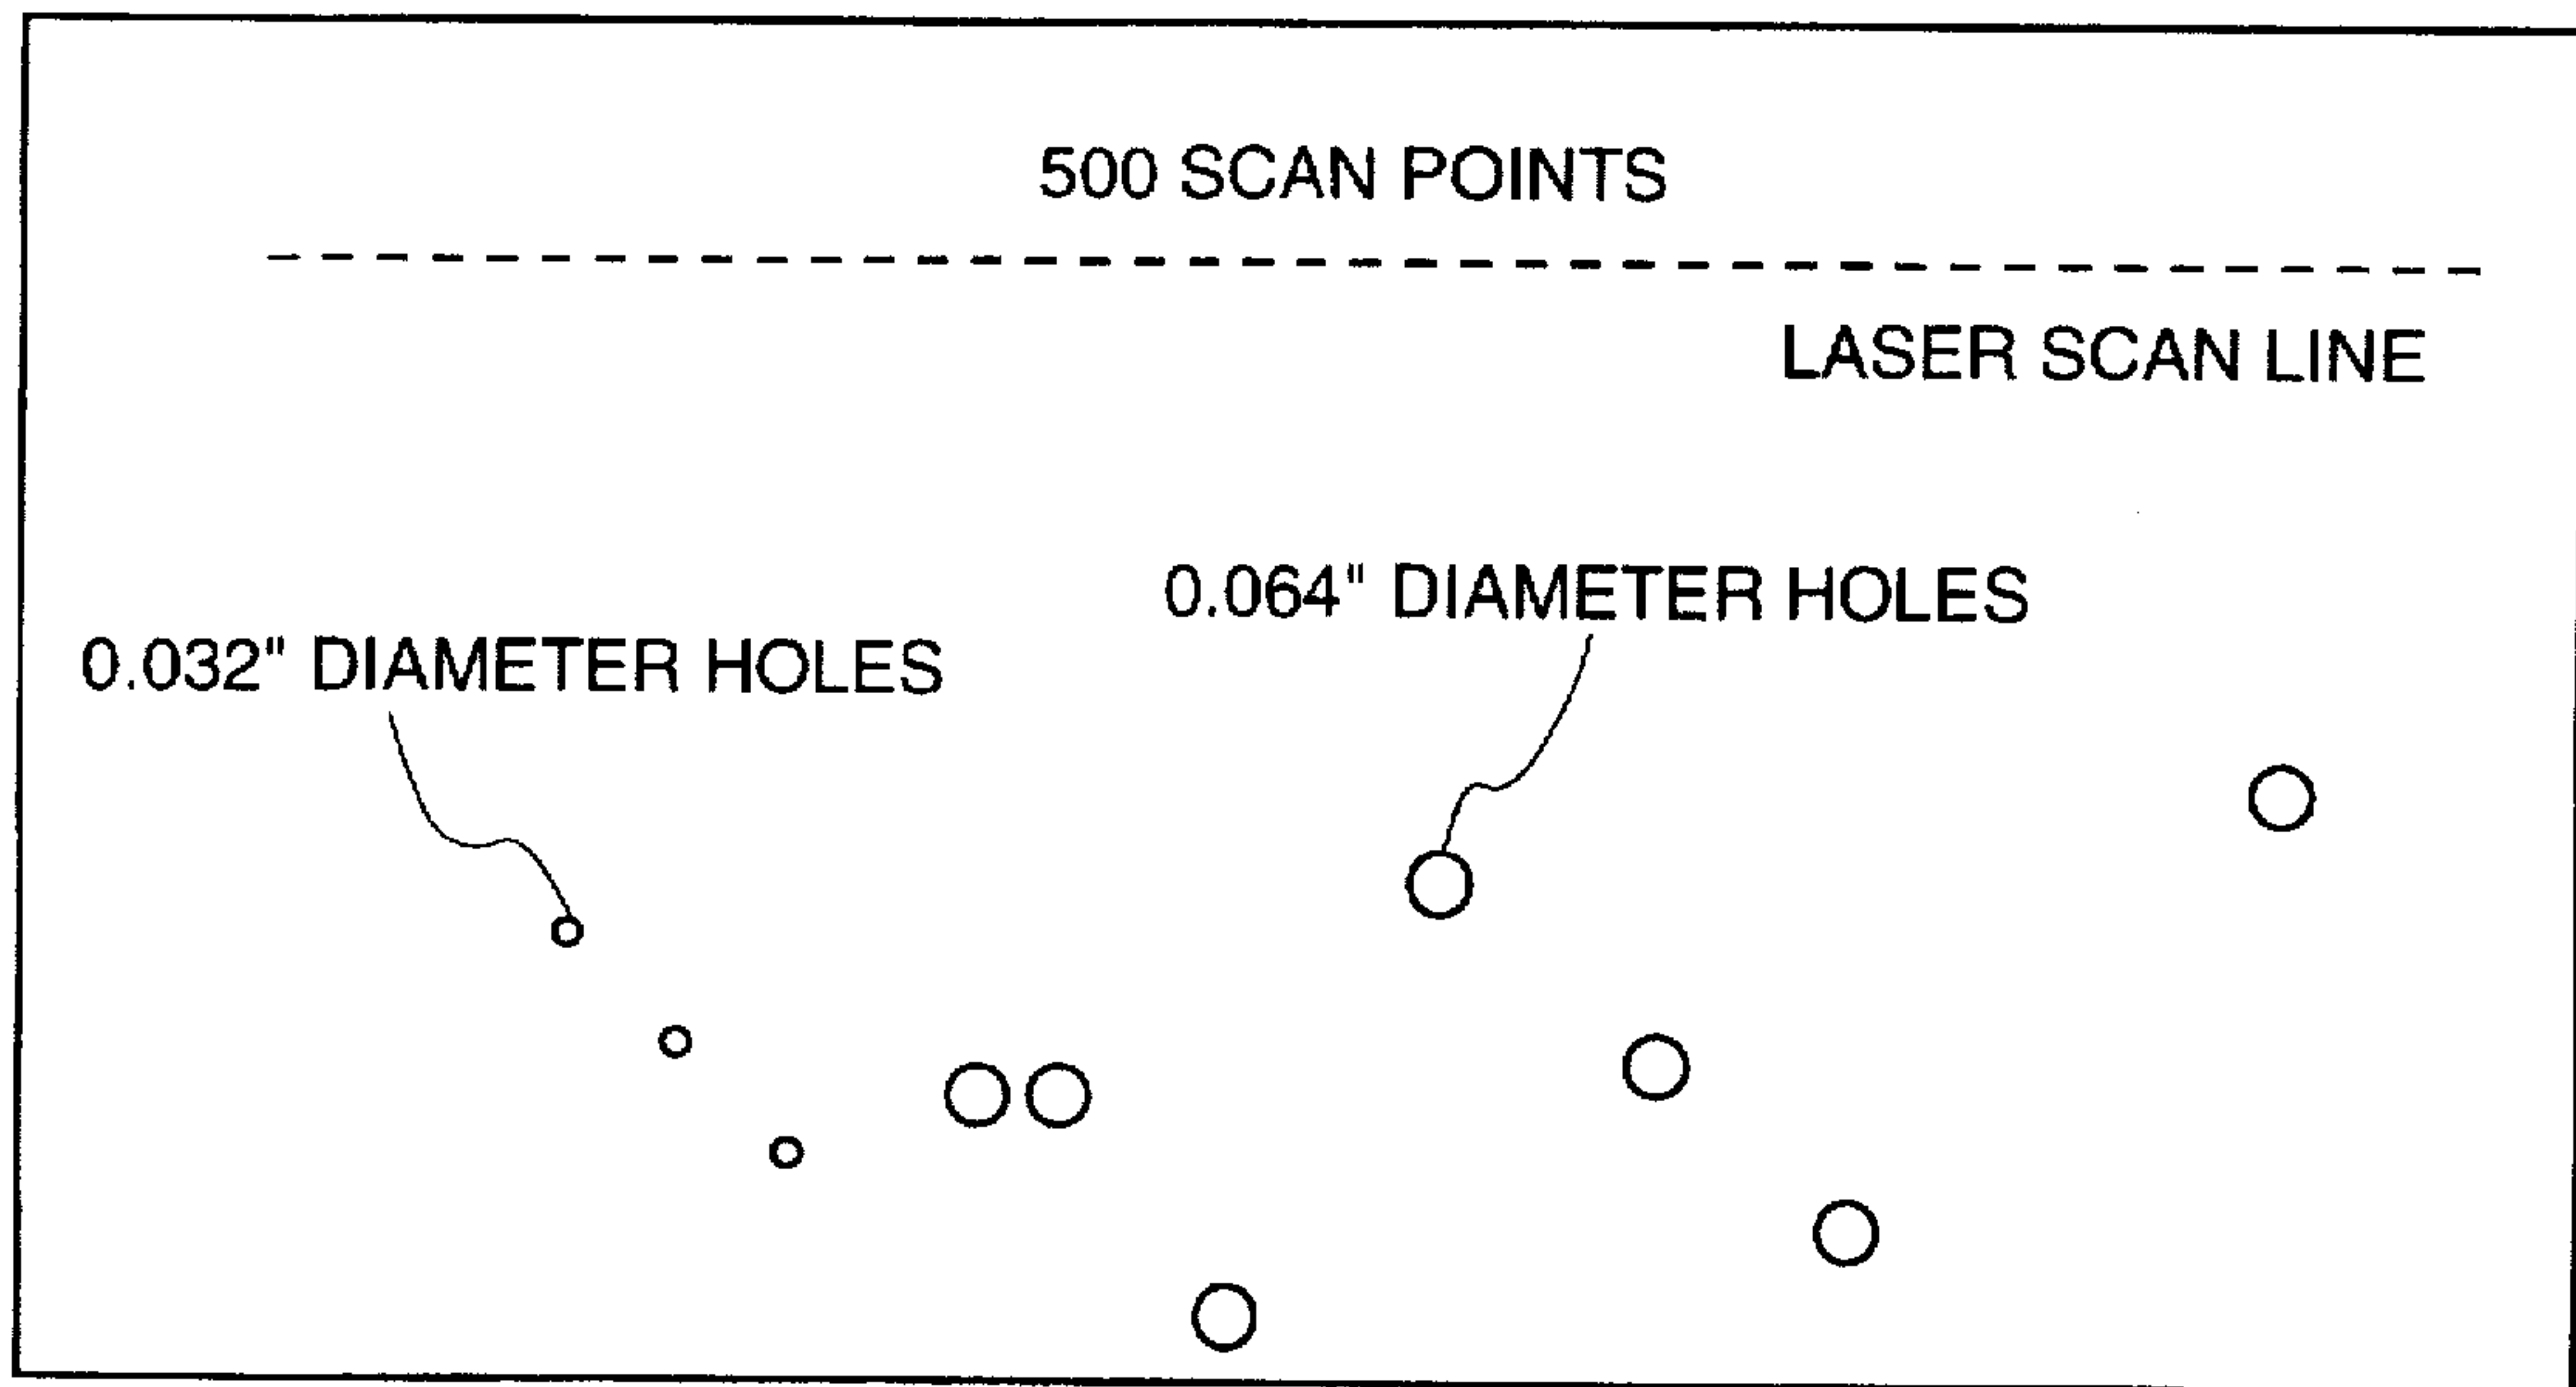 500 SCAN POINTS
LASER SCAN LINE
0.064" DIAMETER HOLES
0.032" DIAMETER HOLES